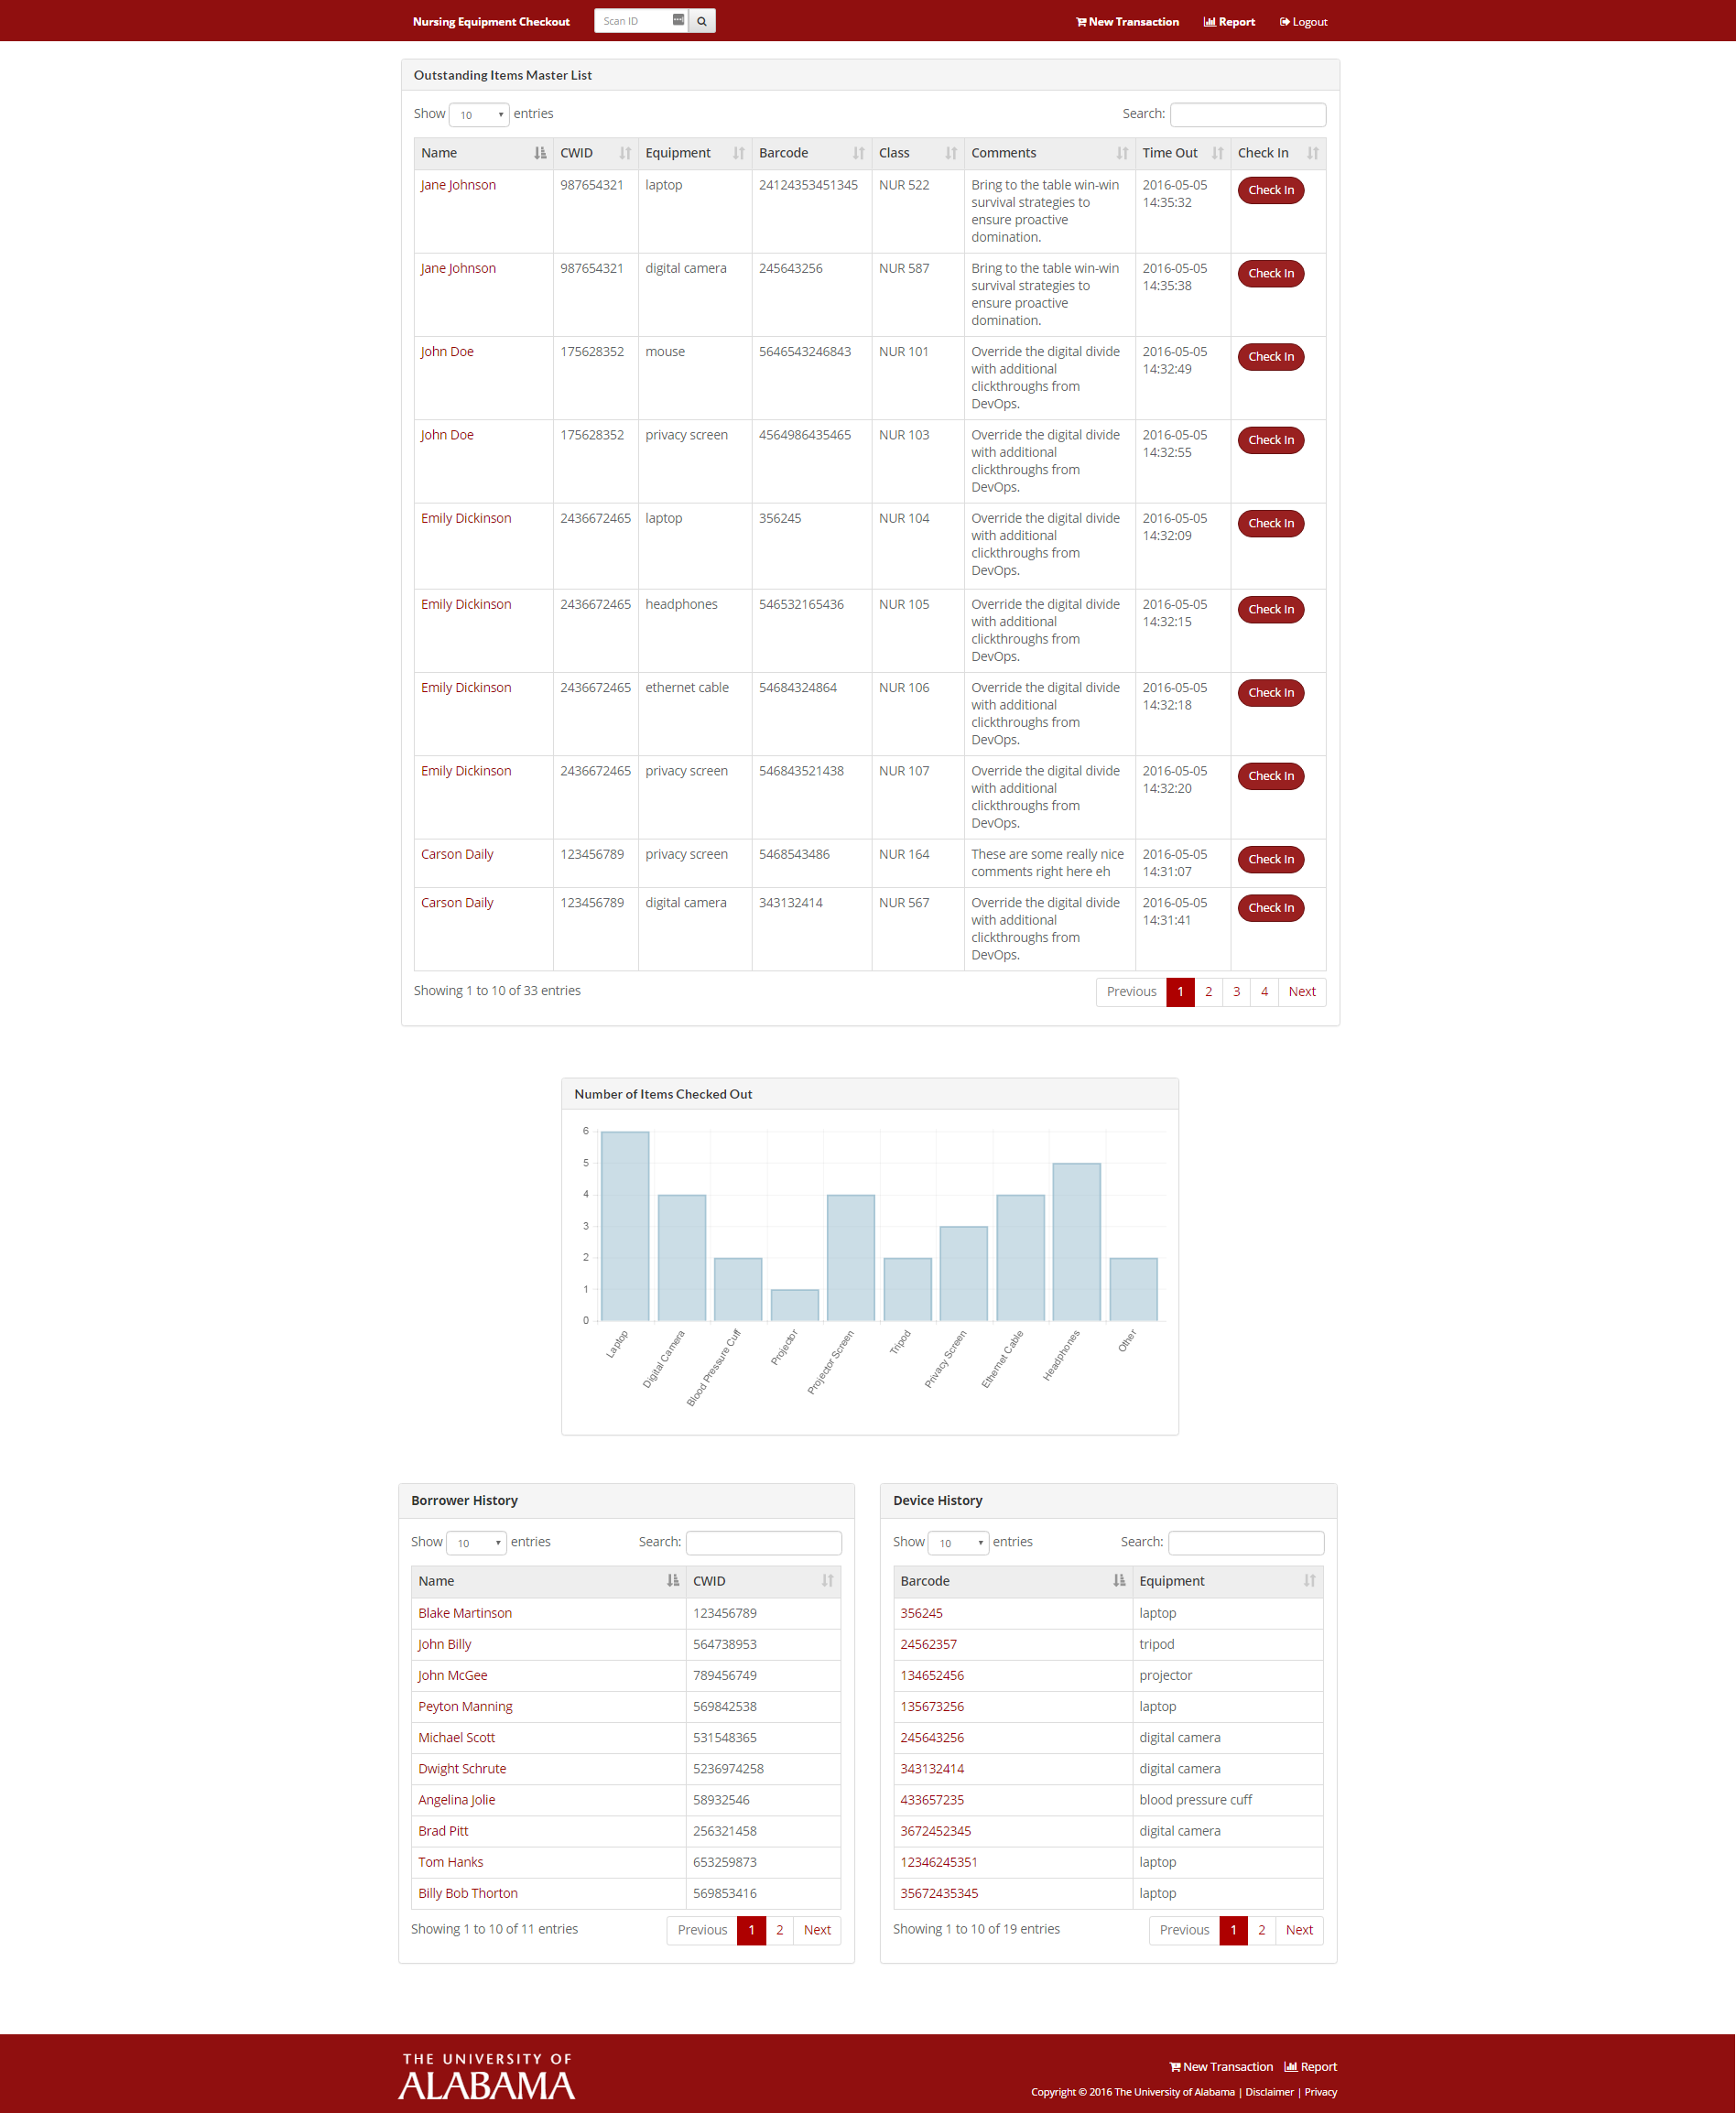 Nursing Equipment Checkout Scan ID New Transaction Report Logout
Outstanding Items Master List
Show 10 entries Search:
Name CWID Equipment Barcode Class Comments Time Out Check In
Jane Johnson 987654321 laptop 24124353451345 NUR 522 Bring to the table win-win 2016-05-05 Check In
survival strategies to 14:35:32
ensure proactive
domination.
Jane Johnson 987654321 digital camera 245643256 NUR 587 Bring to the table win-win 2016-05-05 Check In
survival strategies to 14:35:38
ensure proactive
domination.
John Doe 175628352 mouse 5646543246843 NUR 101 Override the digital divide 2016-05-05 Check In
with additional 14:32:49
clickthroughs from
DevOps.
John Doe 175628352 privacy screen 4564986435465 NUR 103 Override the digital divide 2016-05-05 Check In
with additional 14:32:55
clickthroughs from
DevOps.
Emily Dickinson 2436672465 laptop 356245 NUR 104 Override the digital divide 2016-05-05 Check In
with additional 14:32:09
clickthroughs from
DevOps.
Emily Dickinson 2436672465 headphones 546532165436 NUR 105 Override the digital divide 2016-05-05 Check In
with additional 14:32:15
clickthroughs from
DevOps.
Emily Dickinson 2436672465 ethernet cable 54684324864 NUR 106 Override the digital divide 2016-05-05 Check In
with additional 14:32:18
clickthroughs from
DevOps.
Emily Dickinson 2436672465 privacy screen 546843521438 NUR 107 Override the digital divide 2016-05-05 Check In
with additional 14:32:20
clickthroughs from
DevOps.
Carson Daily 123456789 privacy screen 5468543486 NUR 164 These are some really nice 2016-05-05 Check In
comments right here eh 14:31:07
Carson Daily 123456789 digital camera 343132414 NUR 567 Override the digital divide 2016-05-05 Check In
with additional 14:31:41
clickthroughs from
DevOps.
Showing 1 to 10 of 33 entries Previous 1 2 3 4 Next
Number of Items Checked Out
6
5
4
3
2
1
0
Laptop Digital Camera Blood Pressure Cuff Projector Projector Screen Tripod Privacy Screen Ethernet Cable Headphones Other
Borrower History
Show 10 entries Search:
Name CWID
Blake Martinson 123456789
John Billy 564738953
John McGee 789456749
Peyton Manning 569842538
Michael Scott 531548365
Dwight Schrute 5236974258
Angelina Jolie 58932546
Brad Pitt 256321458
Tom Hanks 653259873
Billy Bob Thorton 569853416
Showing 1 to 10 of 11 entries Previous 1 2 Next
Device History
Show 10 entries Search:
Barcode Equipment
356245 laptop
24562357 tripod
134652456 projector
135673256 laptop
245643256 digital camera
343132414 digital camera
433657235 blood pressure cuff
3672452345 digital camera
12346245351 laptop
35672435345 laptop
Showing 1 to 10 of 19 entries Previous 1 2 Next
THE UNIVERSITY OF
ALABAMA
New Transaction Report
Copyright © 2016 The University of Alabama | Disclaimer | Privacy